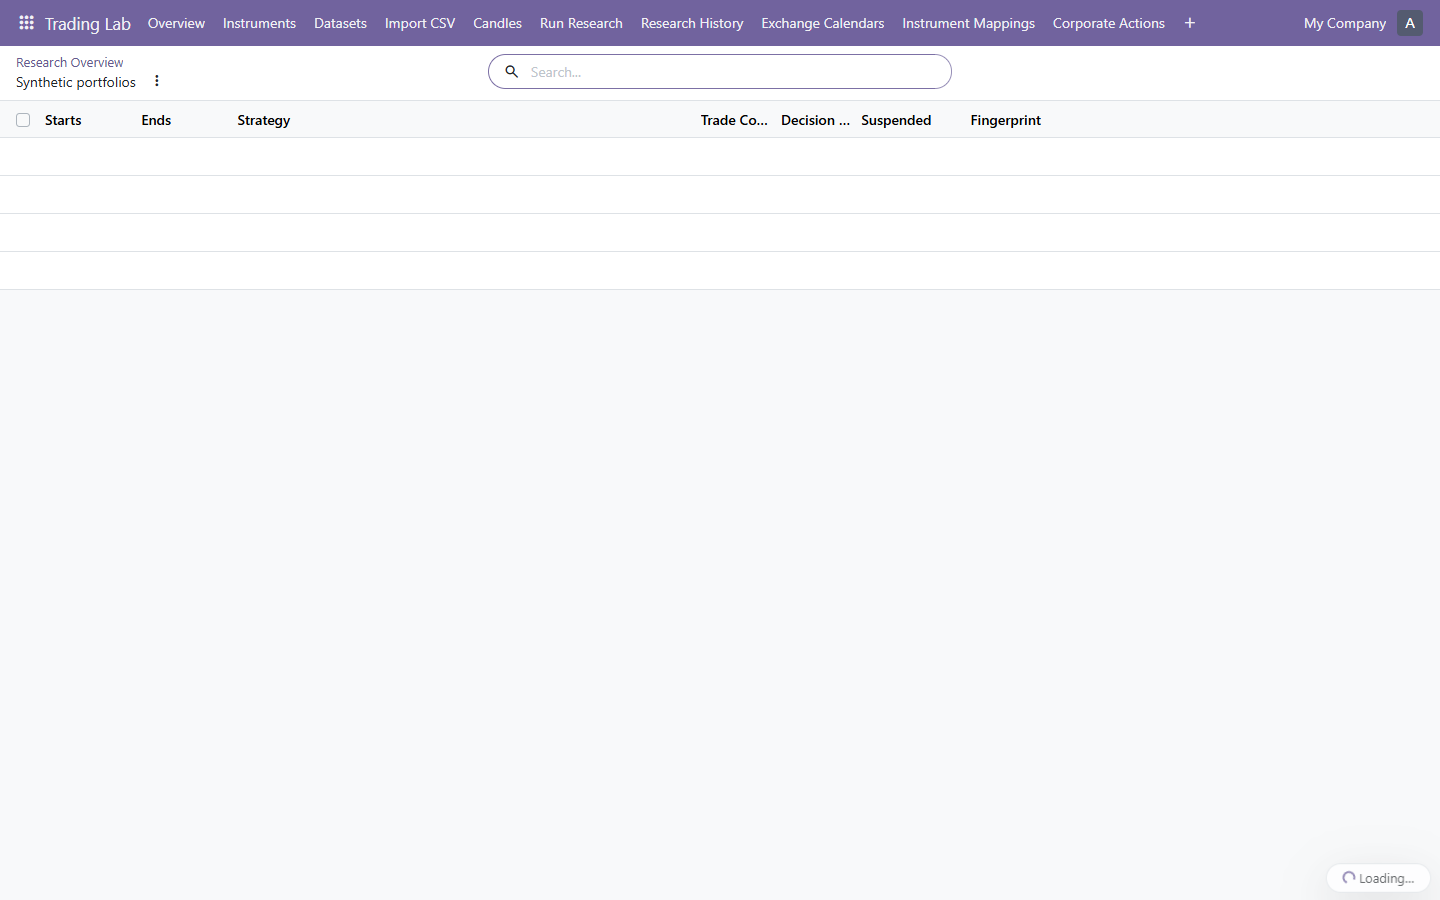 Trading Lab Overview Instruments Datasets Import CSV Candles Run Research Research History Exchange Calendars Instrument Mappings Corporate Actions + My Company A
Research Overview
Synthetic portfolios
Search...
Starts Ends Strategy Trade Co... Decision ... Suspended Fingerprint
Loading...